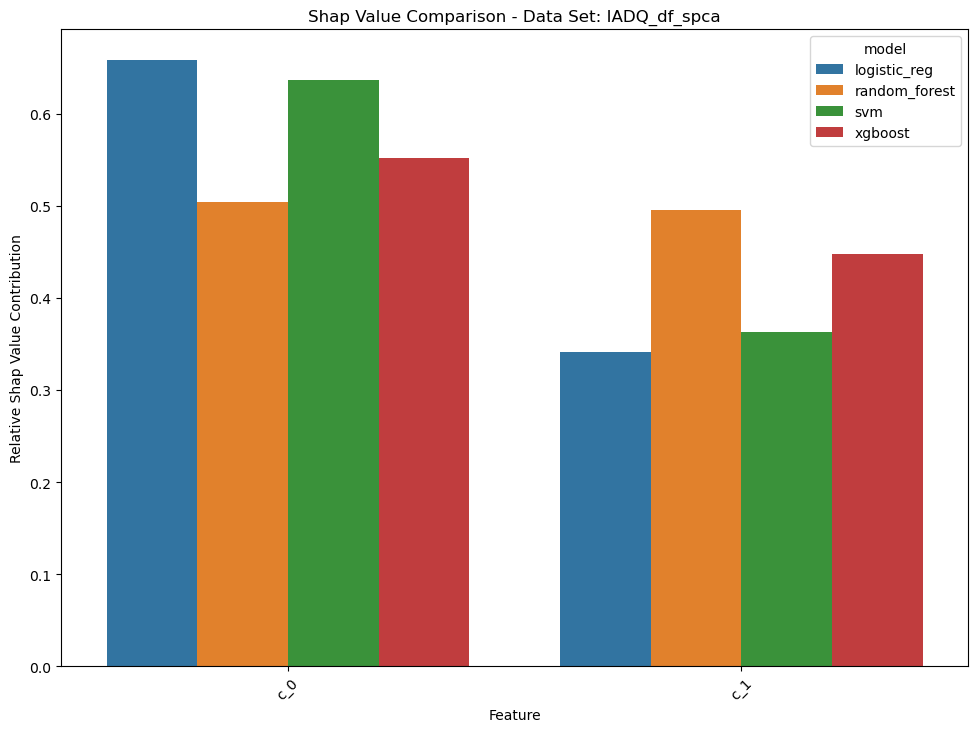 Shap Value Comparison - Data Set: IADQ_df_spca
model
logistic_reg
random_forest
svm
xgboost
Relative Shap Value Contribution
0.6
0.5
0.4
0.3
0.2
0.1
0.0
c_0
c_1
Feature